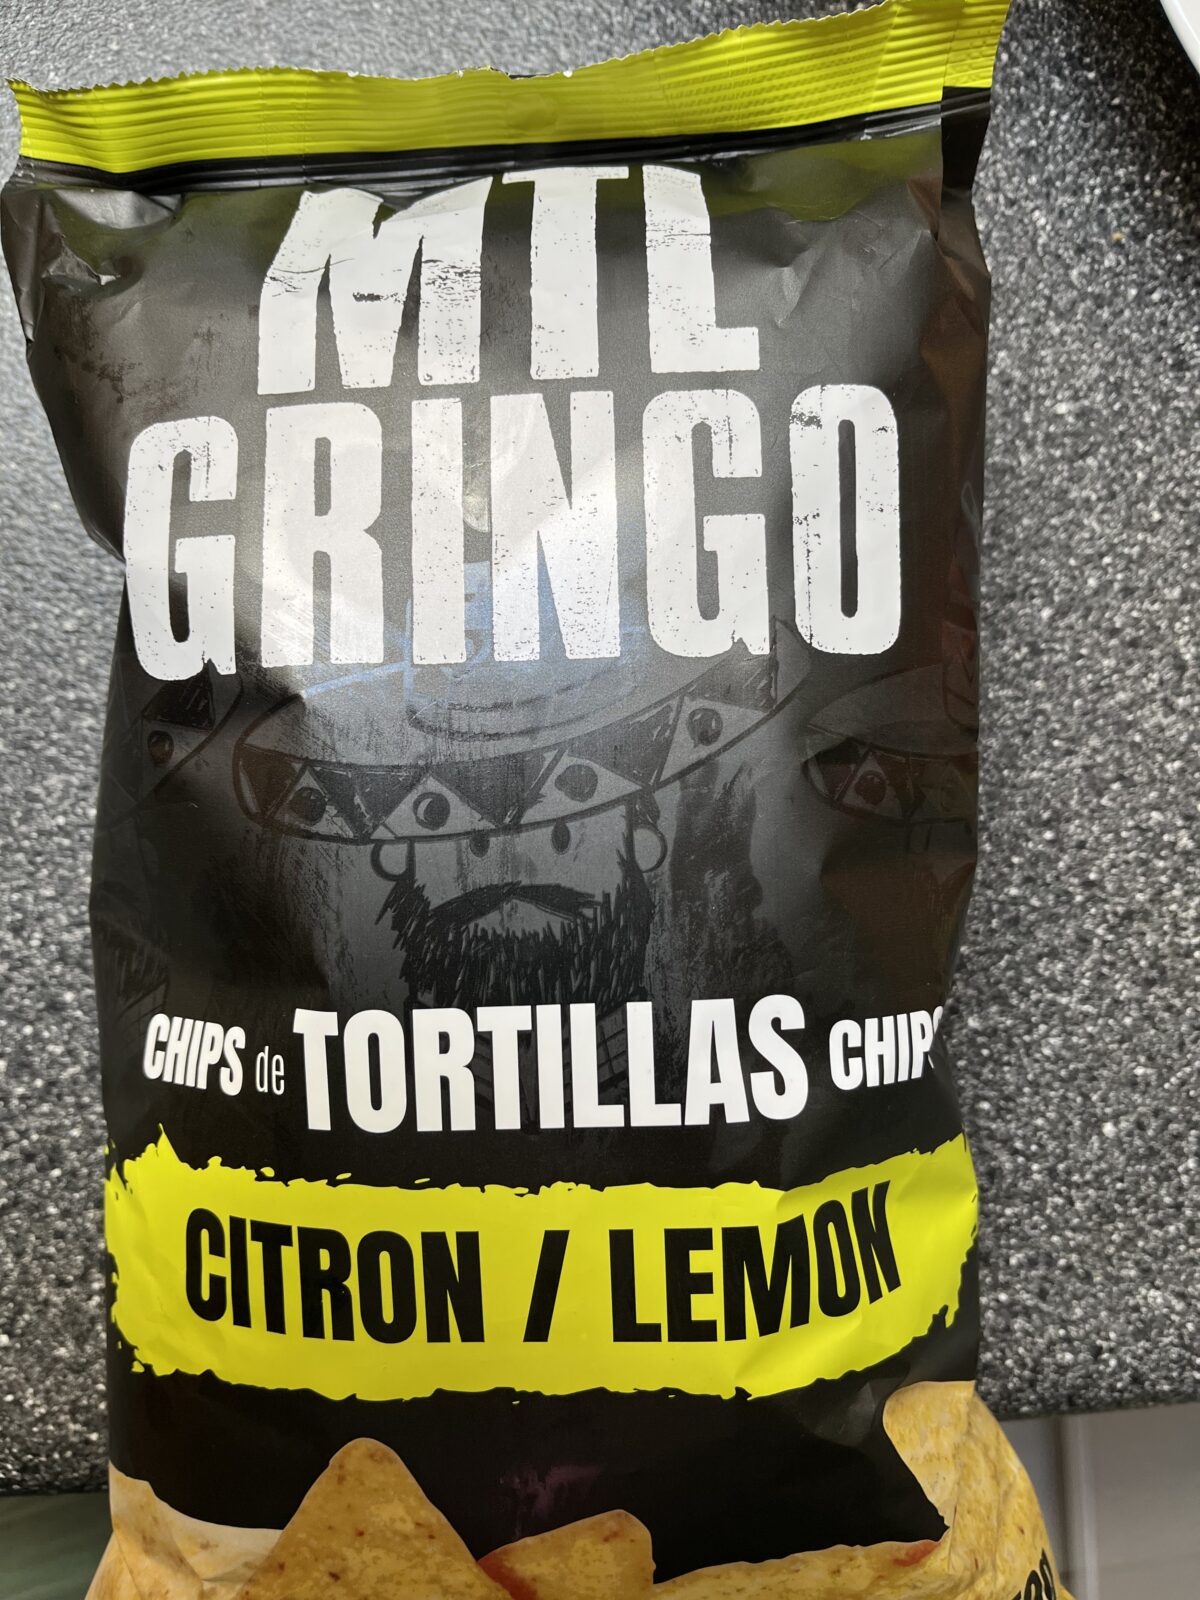 MTL
GRINGO
CHIPS de TORTILLAS CHIPS
CITRON / LEMON